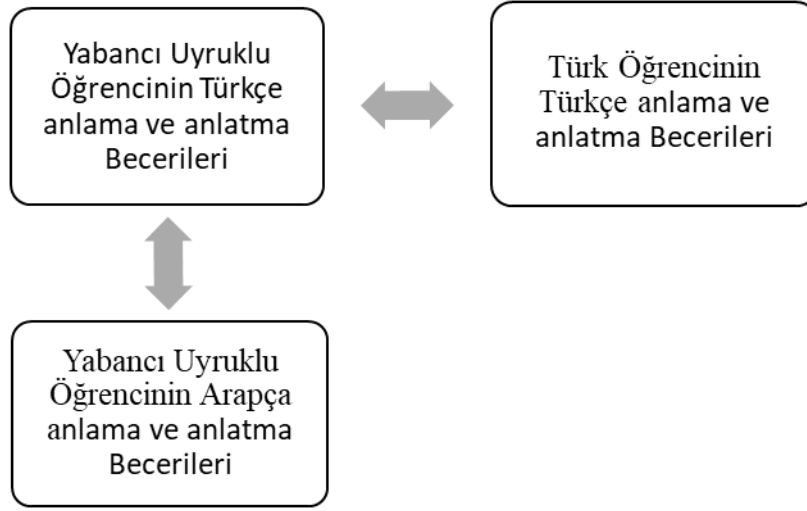 Yabancı Uyruklu
Öğrencinin Türkçe
anlama ve anlatma
Becerileri
Türk Öğrencinin
Türkçe anlama ve
anlatma Becerileri
Yabancı Uyruklu
Öğrencinin Arapça
anlama ve anlatma
Becerileri